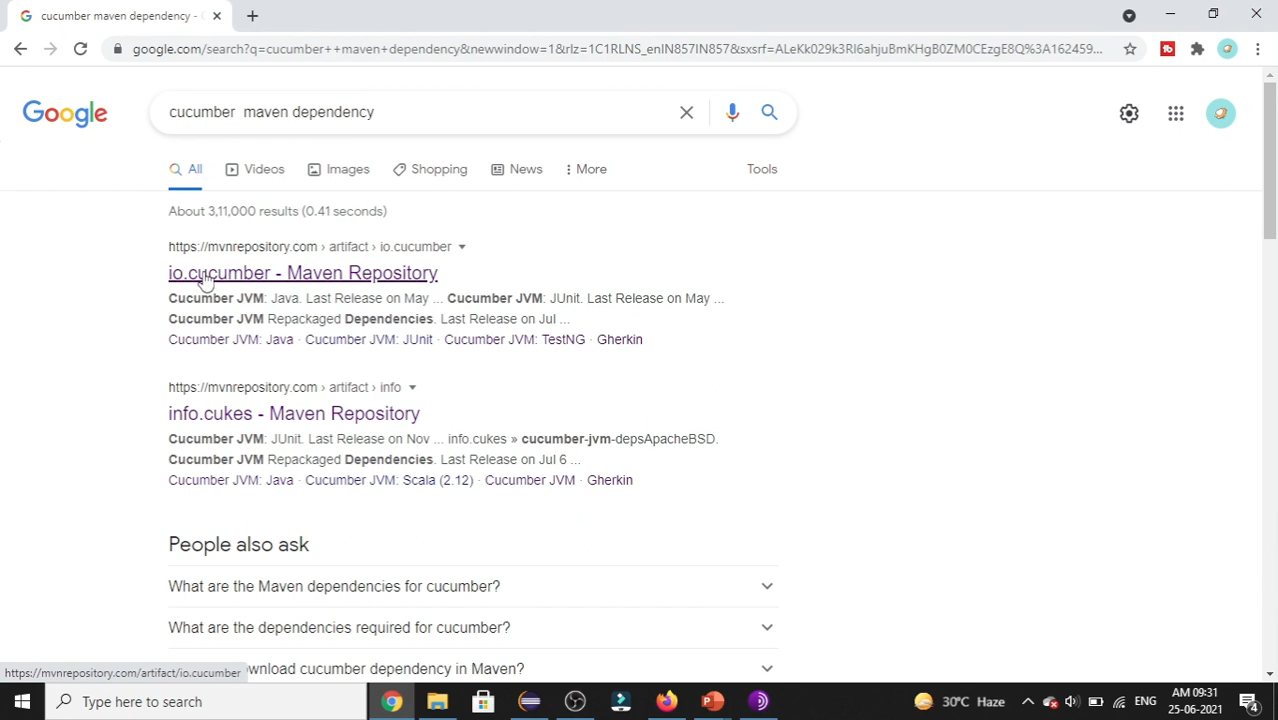 cucumber maven dependency -
google.com/search?q=cucumber++maven+dependency&newwindow=1&rlz=1C1RLNS_enIN857IN857&sxsrf=ALeKk029k3RI6ahjuBmKHgB0ZM0CEzgE8Q%3A162459...
Google
cucumber  maven dependency
All Videos Images Shopping News More Tools
About 3,11,000 results (0.41 seconds)
https://mvnrepository.com › artifact › io.cucumber
io.cucumber - Maven Repository
Cucumber JVM: Java. Last Release on May ... Cucumber JVM: JUnit. Last Release on May ...
Cucumber JVM Repackaged Dependencies. Last Release on Jul ...
Cucumber JVM: Java · Cucumber JVM: JUnit · Cucumber JVM: TestNG · Gherkin
https://mvnrepository.com › artifact › info
info.cukes - Maven Repository
Cucumber JVM: JUnit. Last Release on Nov ... info.cukes » cucumber-jvm-depsApacheBSD.
Cucumber JVM Repackaged Dependencies. Last Release on Jul 6 ...
Cucumber JVM: Java · Cucumber JVM: Scala (2.12) · Cucumber JVM · Gherkin
People also ask
What are the Maven dependencies for cucumber?
What are the dependencies required for cucumber?
cucumber dependency in Maven?
https://mvnrepository.com/artifact/io.cucumber
Type here to search
30°C Haze
ENG
AM 09:31
25-06-2021
4